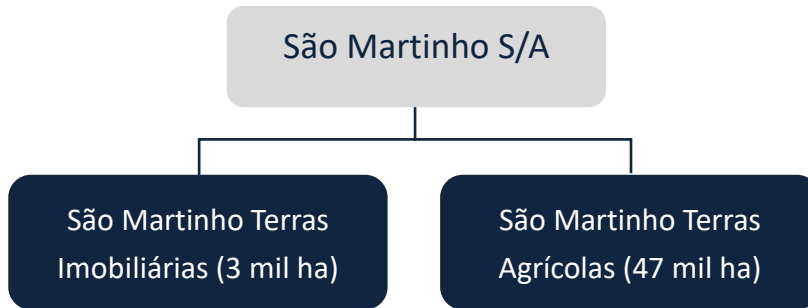 São Martinho S/A
São Martinho Terras
Imobiliárias (3 mil ha)
São Martinho Terras
Agrícolas (47 mil ha)